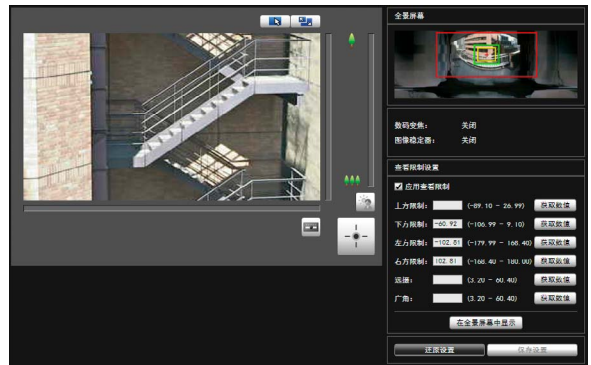 全景屏幕
数码变焦： 关闭
图像稳定器： 关闭
查看限制设置
应用查看限制
上方限制： (-89.10 - 26.99) 获取数值
下方限制： -60.92 (-106.99 - 9.10) 获取数值
左方限制： -102.81 (-179.99 - 168.40) 获取数值
右方限制： 102.81 (-168.40 - 180.00) 获取数值
远摄： (3.20 - 60.40) 获取数值
广角： (3.20 - 60.40) 获取数值
在全景屏幕中显示
还原设置 保存设置